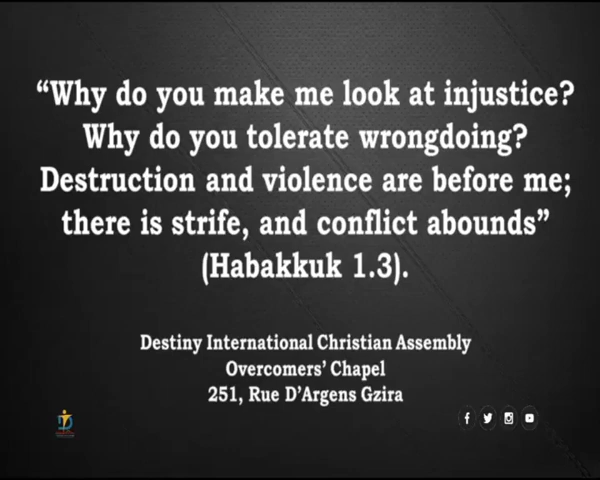 “Why do you make me look at injustice?
Why do you tolerate wrongdoing?
Destruction and violence are before me;
there is strife, and conflict abounds”
(Habakkuk 1.3).
Destiny International Christian Assembly
Overcomers’ Chapel
251, Rue D’Argens Gzira